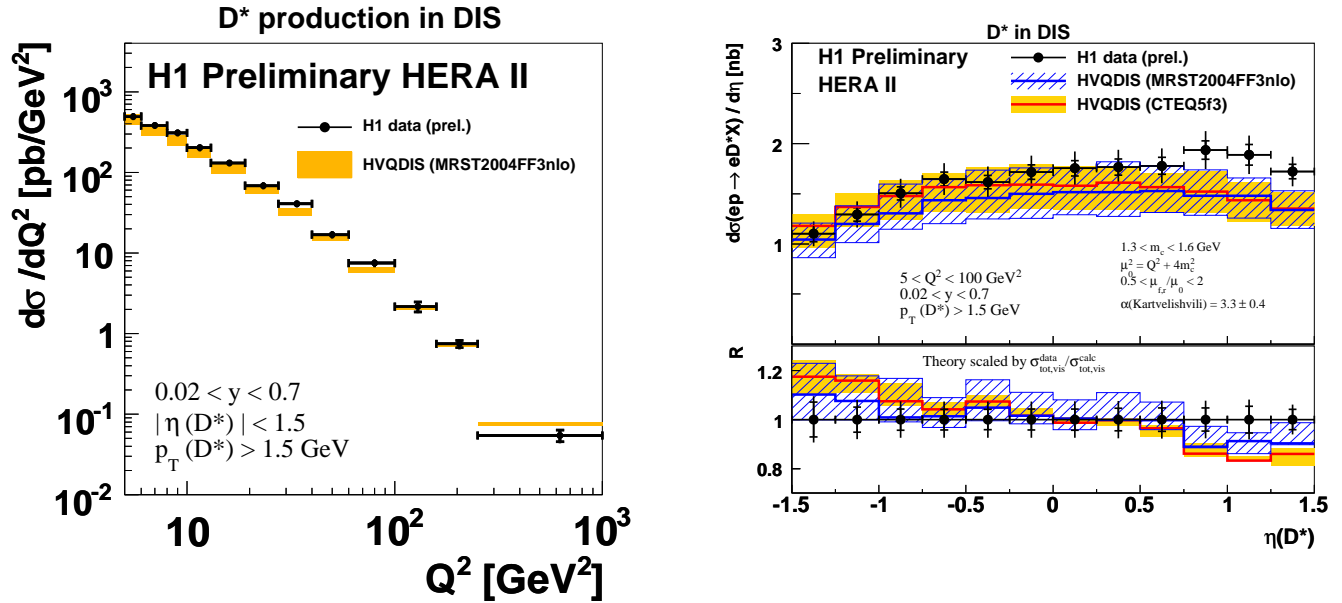 D* production in DIS
H1 Preliminary HERA II
H1 data (prel.)
HVQDIS (MRST2004FF3nlo)
dσ/dQ² [pb/GeV²]
10³
10²
10
1
10⁻¹
10⁻²
0.02 < y < 0.7
| η (D*) | < 1.5
p_T (D*) > 1.5 GeV
10
10²
10³
Q² [GeV²]
D* in DIS
H1 Preliminary
HERA II
H1 data (prel.)
HVQDIS (MRST2004FF3nlo)
HVQDIS (CTEQ5f3)
dσ(ep → eD*X) / dη [nb]
3
2
1
5 < Q² < 100 GeV²
0.02 < y < 0.7
p_T (D*) > 1.5 GeV
1.3 < m_c < 1.6 GeV
μ₀² = Q² + 4m_c²
0.5 < μ_f,r/μ₀ < 2
α(Kartvelishvili) = 3.3 ± 0.4
R
Theory scaled by σ^data_tot,vis/σ^calc_tot,vis
1.2
1
0.8
-1.5
-1
-0.5
0
0.5
1
1.5
η(D*)